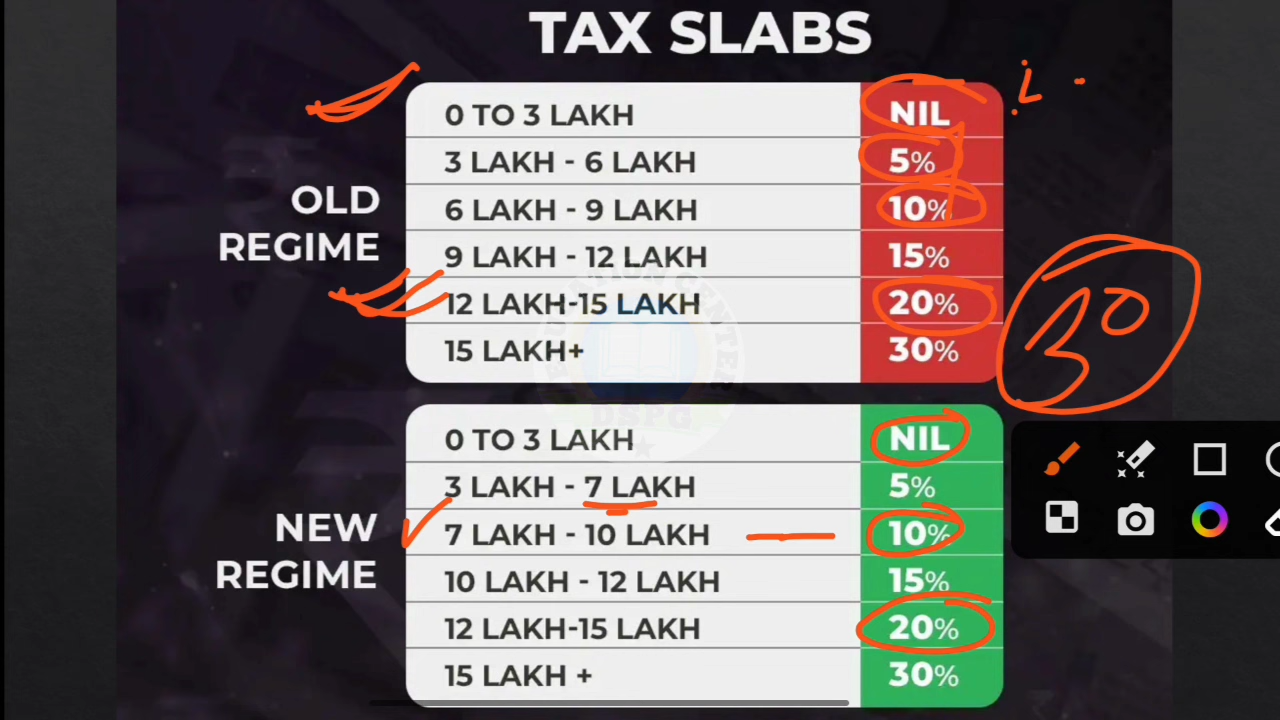 TAX SLABS
0 TO 3 LAKH NIL
3 LAKH - 6 LAKH 5%
OLD REGIME
6 LAKH - 9 LAKH 10%
9 LAKH - 12 LAKH 15%
12 LAKH-15 LAKH 20%
15 LAKH+ 30%
30
EDUCATION CENTER
DSPG
0 TO 3 LAKH NIL
3 LAKH - 7 LAKH 5%
NEW REGIME
7 LAKH - 10 LAKH 10%
10 LAKH - 12 LAKH 15%
12 LAKH-15 LAKH 20%
15 LAKH + 30%